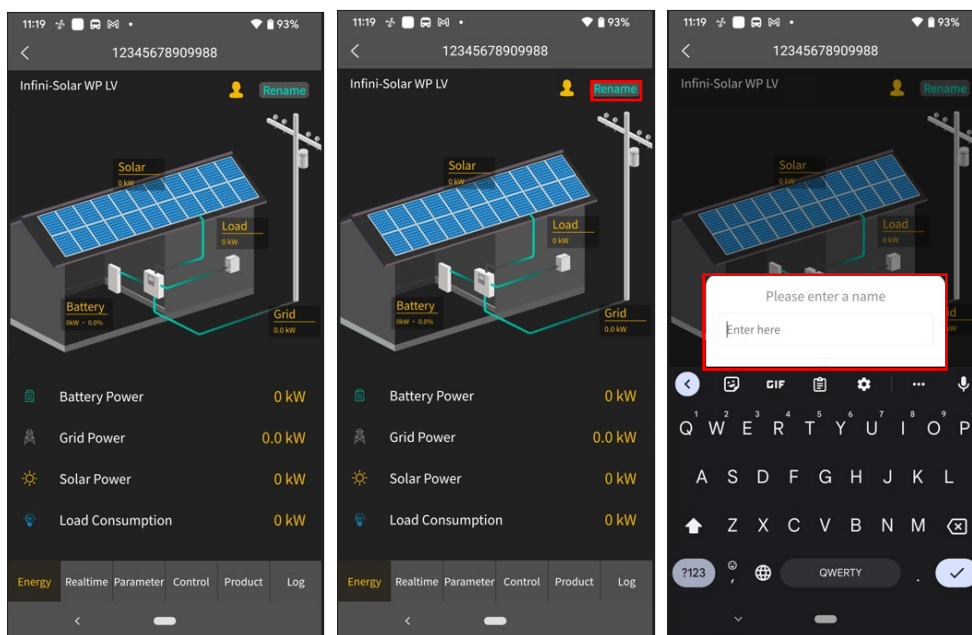 11:19
93%
12345678909988
Infini-Solar WP LV
Rename
Solar
0 kW
Load
0 kW
Battery
0kW - 0.0%
Grid
0.0 kW
Battery Power 0 kW
Grid Power 0.0 kW
Solar Power 0 kW
Load Consumption 0 kW
Energy Realtime Parameter Control Product Log
11:19
93%
12345678909988
Infini-Solar WP LV
Rename
Solar
0 kW
Load
0 kW
Battery
0kW - 0.0%
Grid
0.0 kW
Battery Power 0 kW
Grid Power 0.0 kW
Solar Power 0 kW
Load Consumption 0 kW
Energy Realtime Parameter Control Product Log
11:19
93%
12345678909988
Infini-Solar WP LV
Rename
Solar
0 kW
Load
0 kW
Please enter a name
Enter here
GIF
1 2 3 4 5 6 7 8 9
Q W E R T Y U I O P
A S D F G H J K L
Z X C V B N M
?123 , QWERTY .